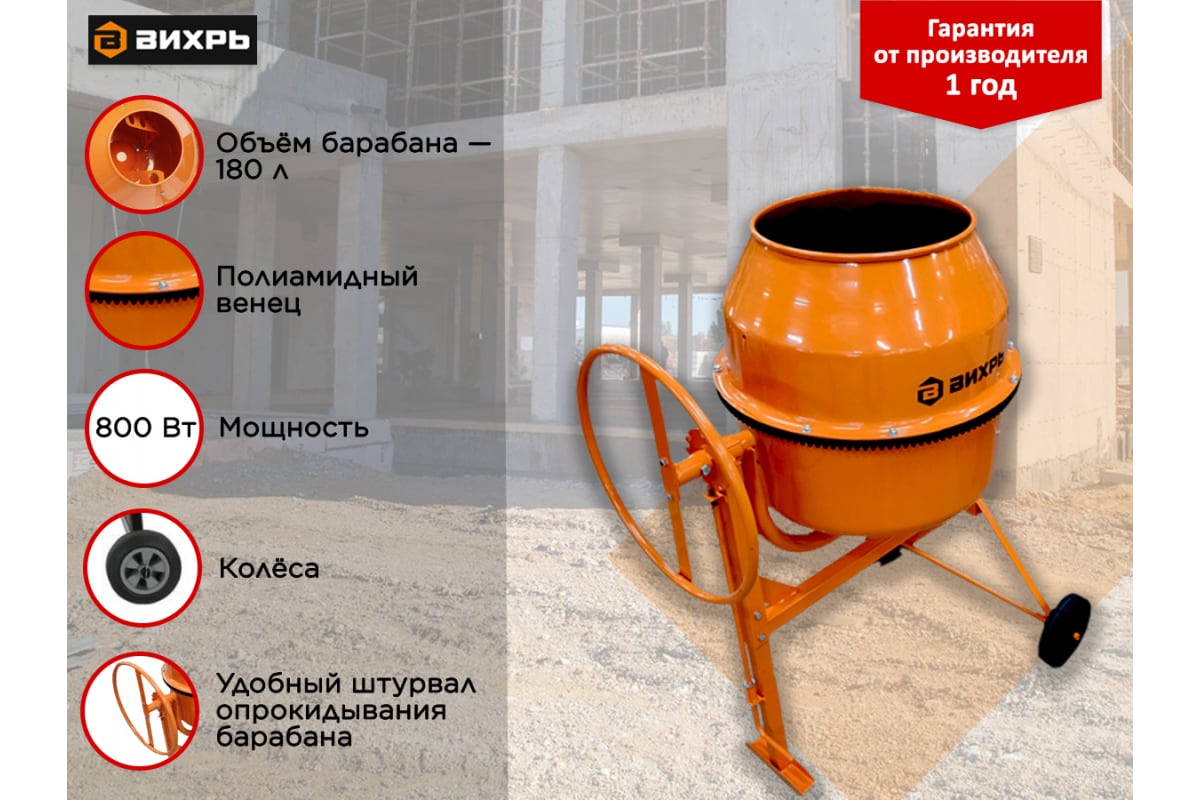 ВИХРЬ
Гарантия
от производителя
1 год
Объём барабана —
180 л
Полиамидный
венец
800 Вт
Мощность
Колёса
Удобный штурвал
опрокидывания
барабана
ВИХРЬ